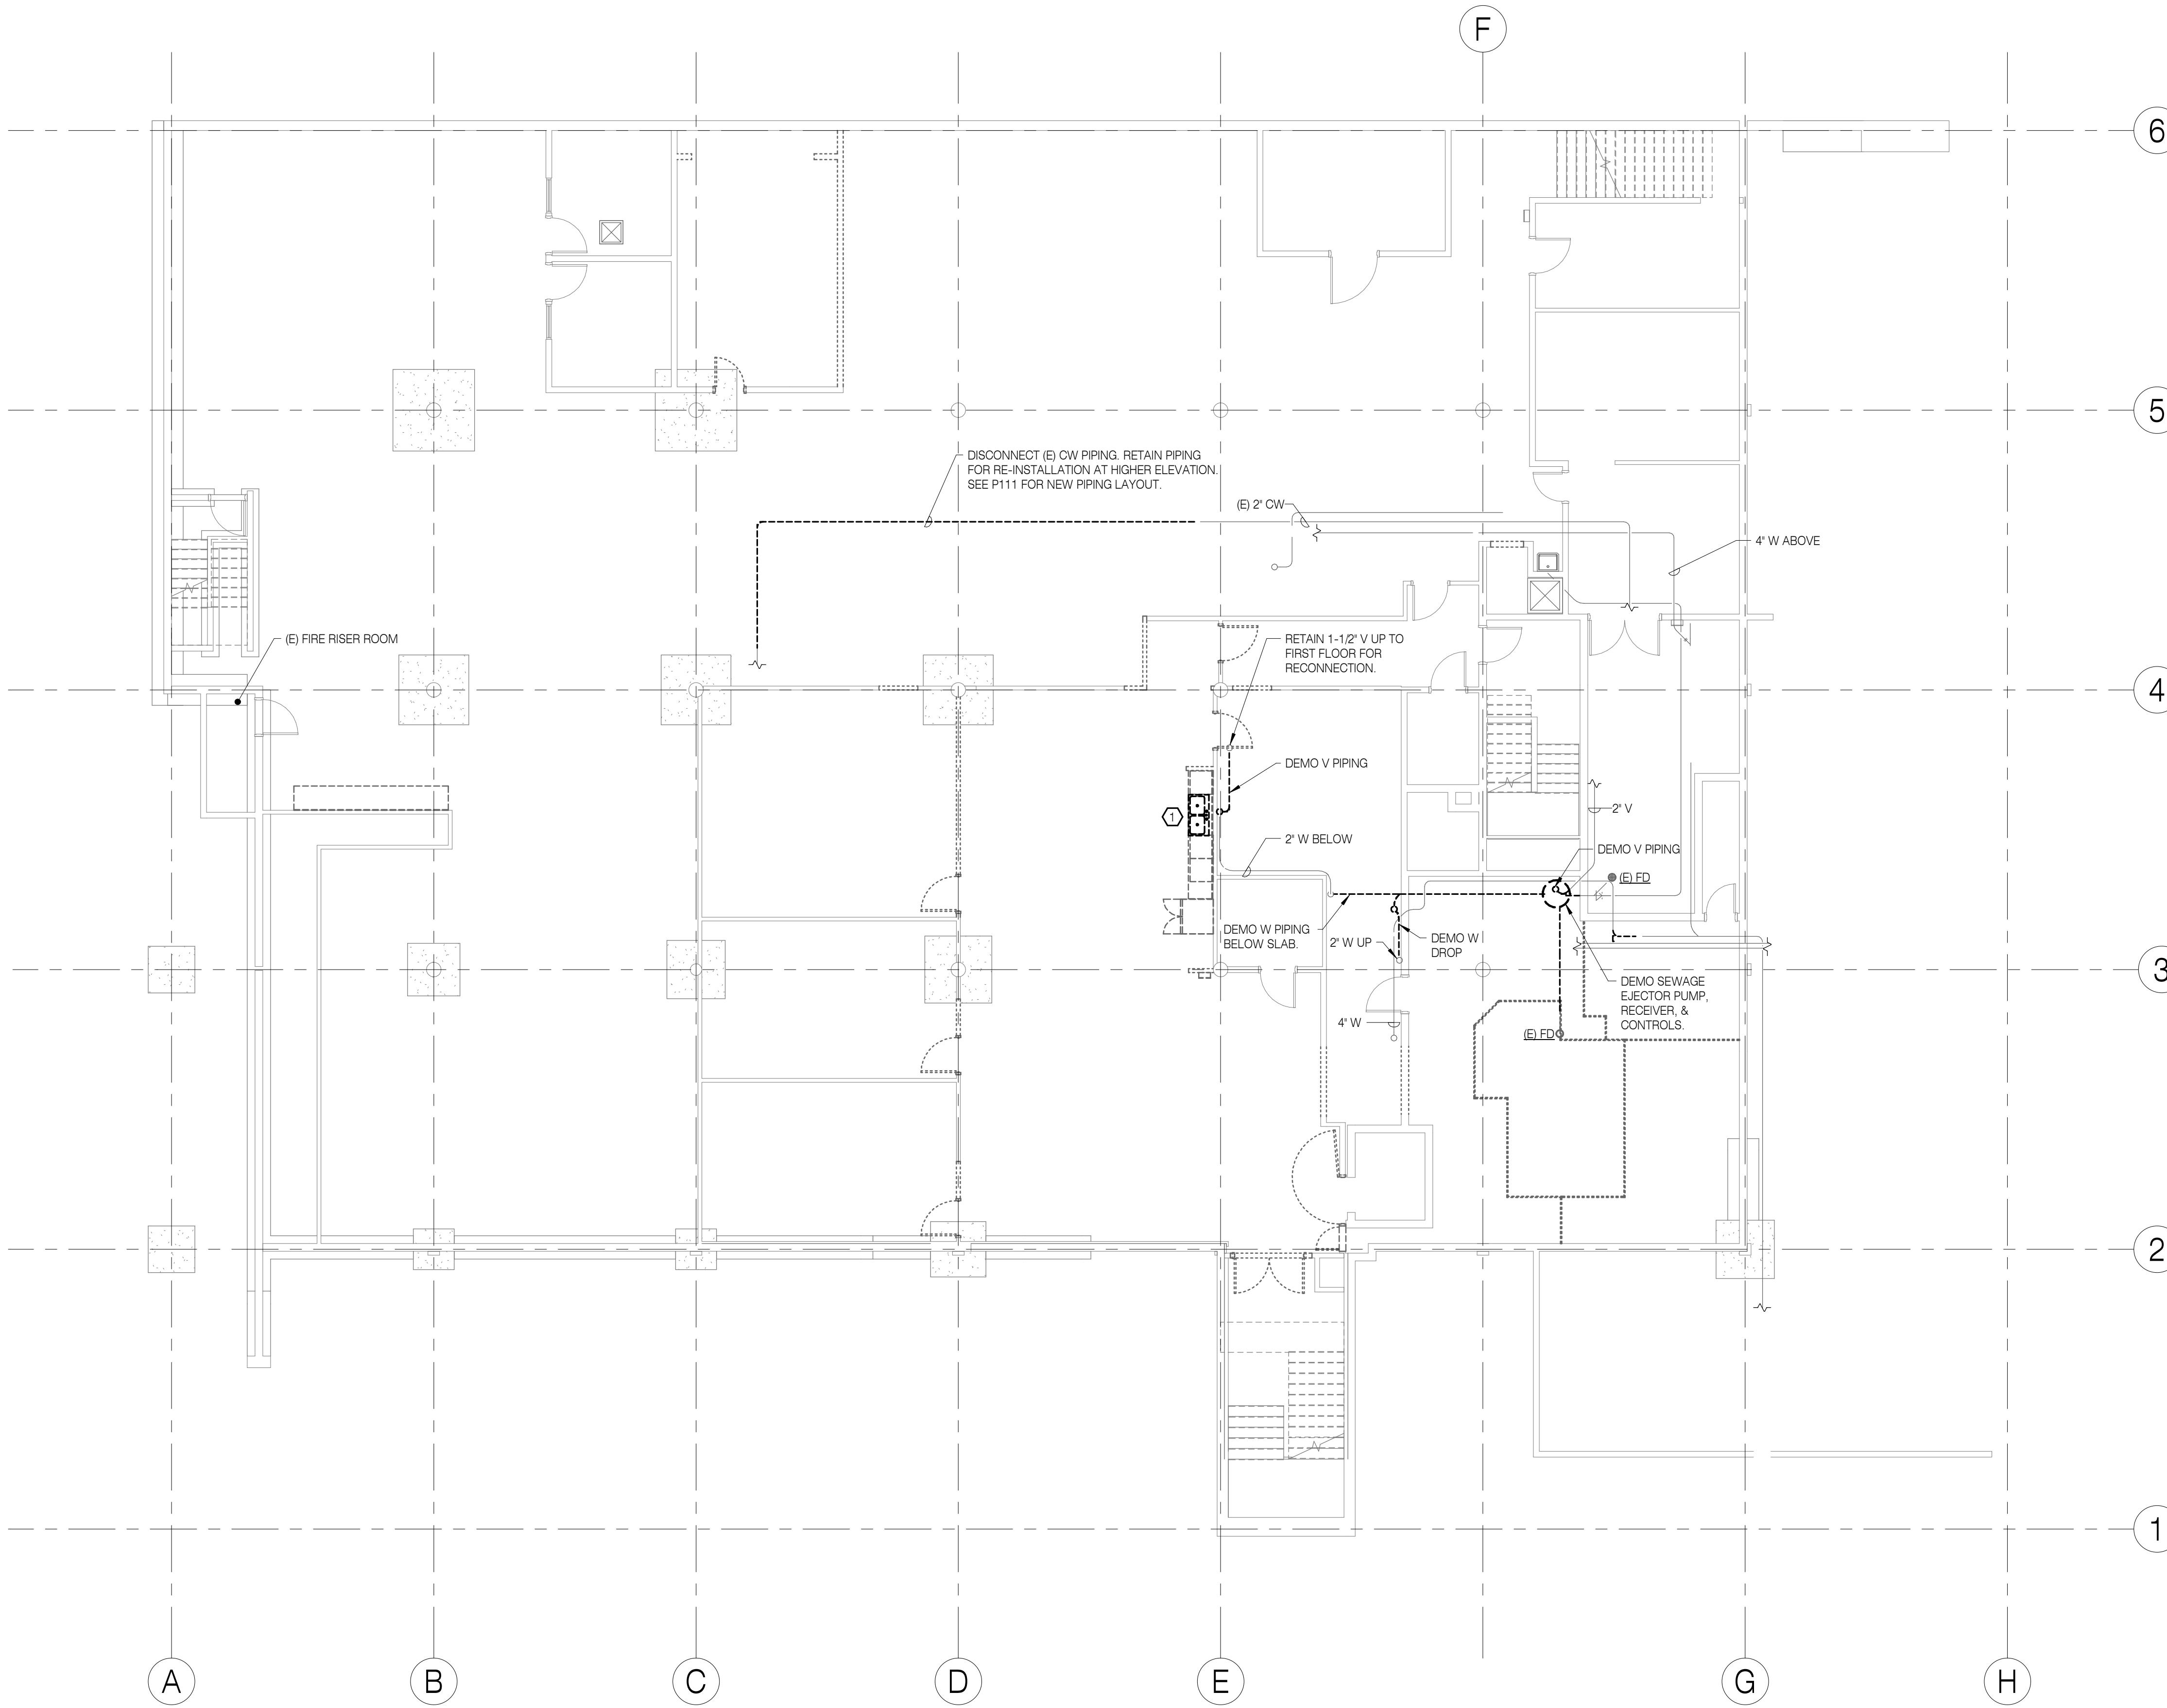 F
6
5
DISCONNECT (E) CW PIPING. RETAIN PIPING
FOR RE-INSTALLATION AT HIGHER ELEVATION.
SEE P111 FOR NEW PIPING LAYOUT.
(E) 2" CW
4" W ABOVE
(E) FIRE RISER ROOM
RETAIN 1-1/2" V UP TO
FIRST FLOOR FOR
RECONNECTION.
4
DEMO V PIPING
1
2" V
2" W BELOW
DEMO V PIPING
(E) FD
DEMO W PIPING
BELOW SLAB.
2" W UP
DEMO W
DROP
3
DEMO SEWAGE
EJECTOR PUMP,
RECEIVER, &
CONTROLS.
4" W
(E) FD
2
1
A
B
C
D
E
G
H